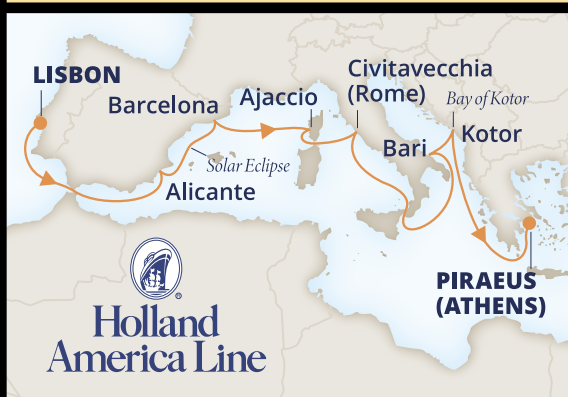 LISBON
Barcelona
Ajaccio
Civitavecchia
(Rome)
Bay of Kotor
Kotor
Bari
Solar Eclipse
Alicante
PIRAEUS
(ATHENS)
Holland
America Line
®